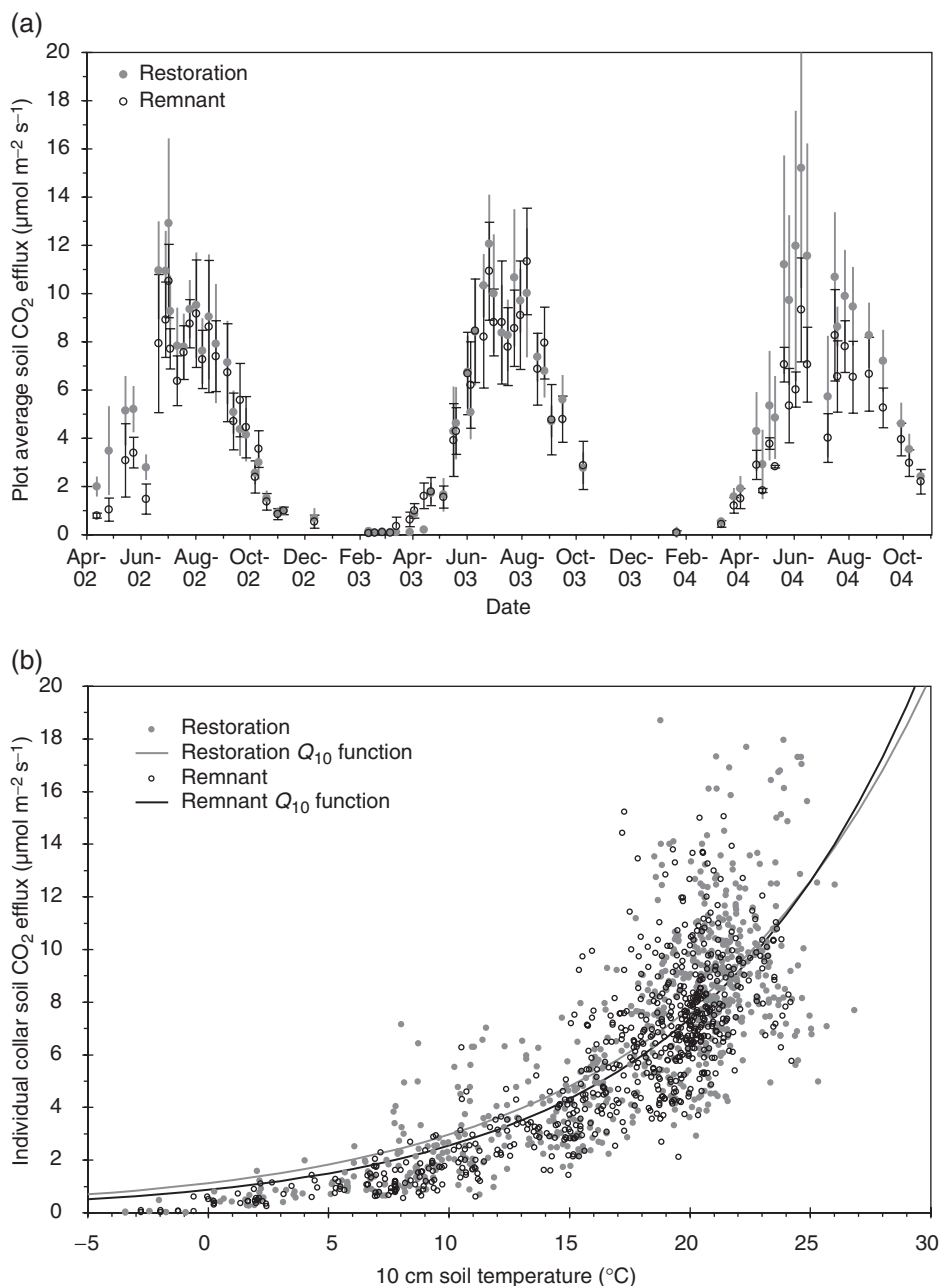 (a)
Plot average soil CO₂ efflux (µmol m⁻² s⁻¹)
20
18
16
14
12
10
8
6
4
2
0
Restoration
Remnant
Apr- Jun- Aug- Oct- Dec- Feb- Apr- Jun- Aug- Oct- Dec- Feb- Apr- Jun- Aug- Oct-
02 02 02 02 02 03 03 03 03 03 03 04 04 04 04 04
Date
(b)
Individual collar soil CO₂ efflux (µmol m⁻² s⁻¹)
20
18
16
14
12
10
8
6
4
2
0
Restoration
Restoration Q₁₀ function
Remnant
Remnant Q₁₀ function
−5 0 5 10 15 20 25 30
10 cm soil temperature (°C)